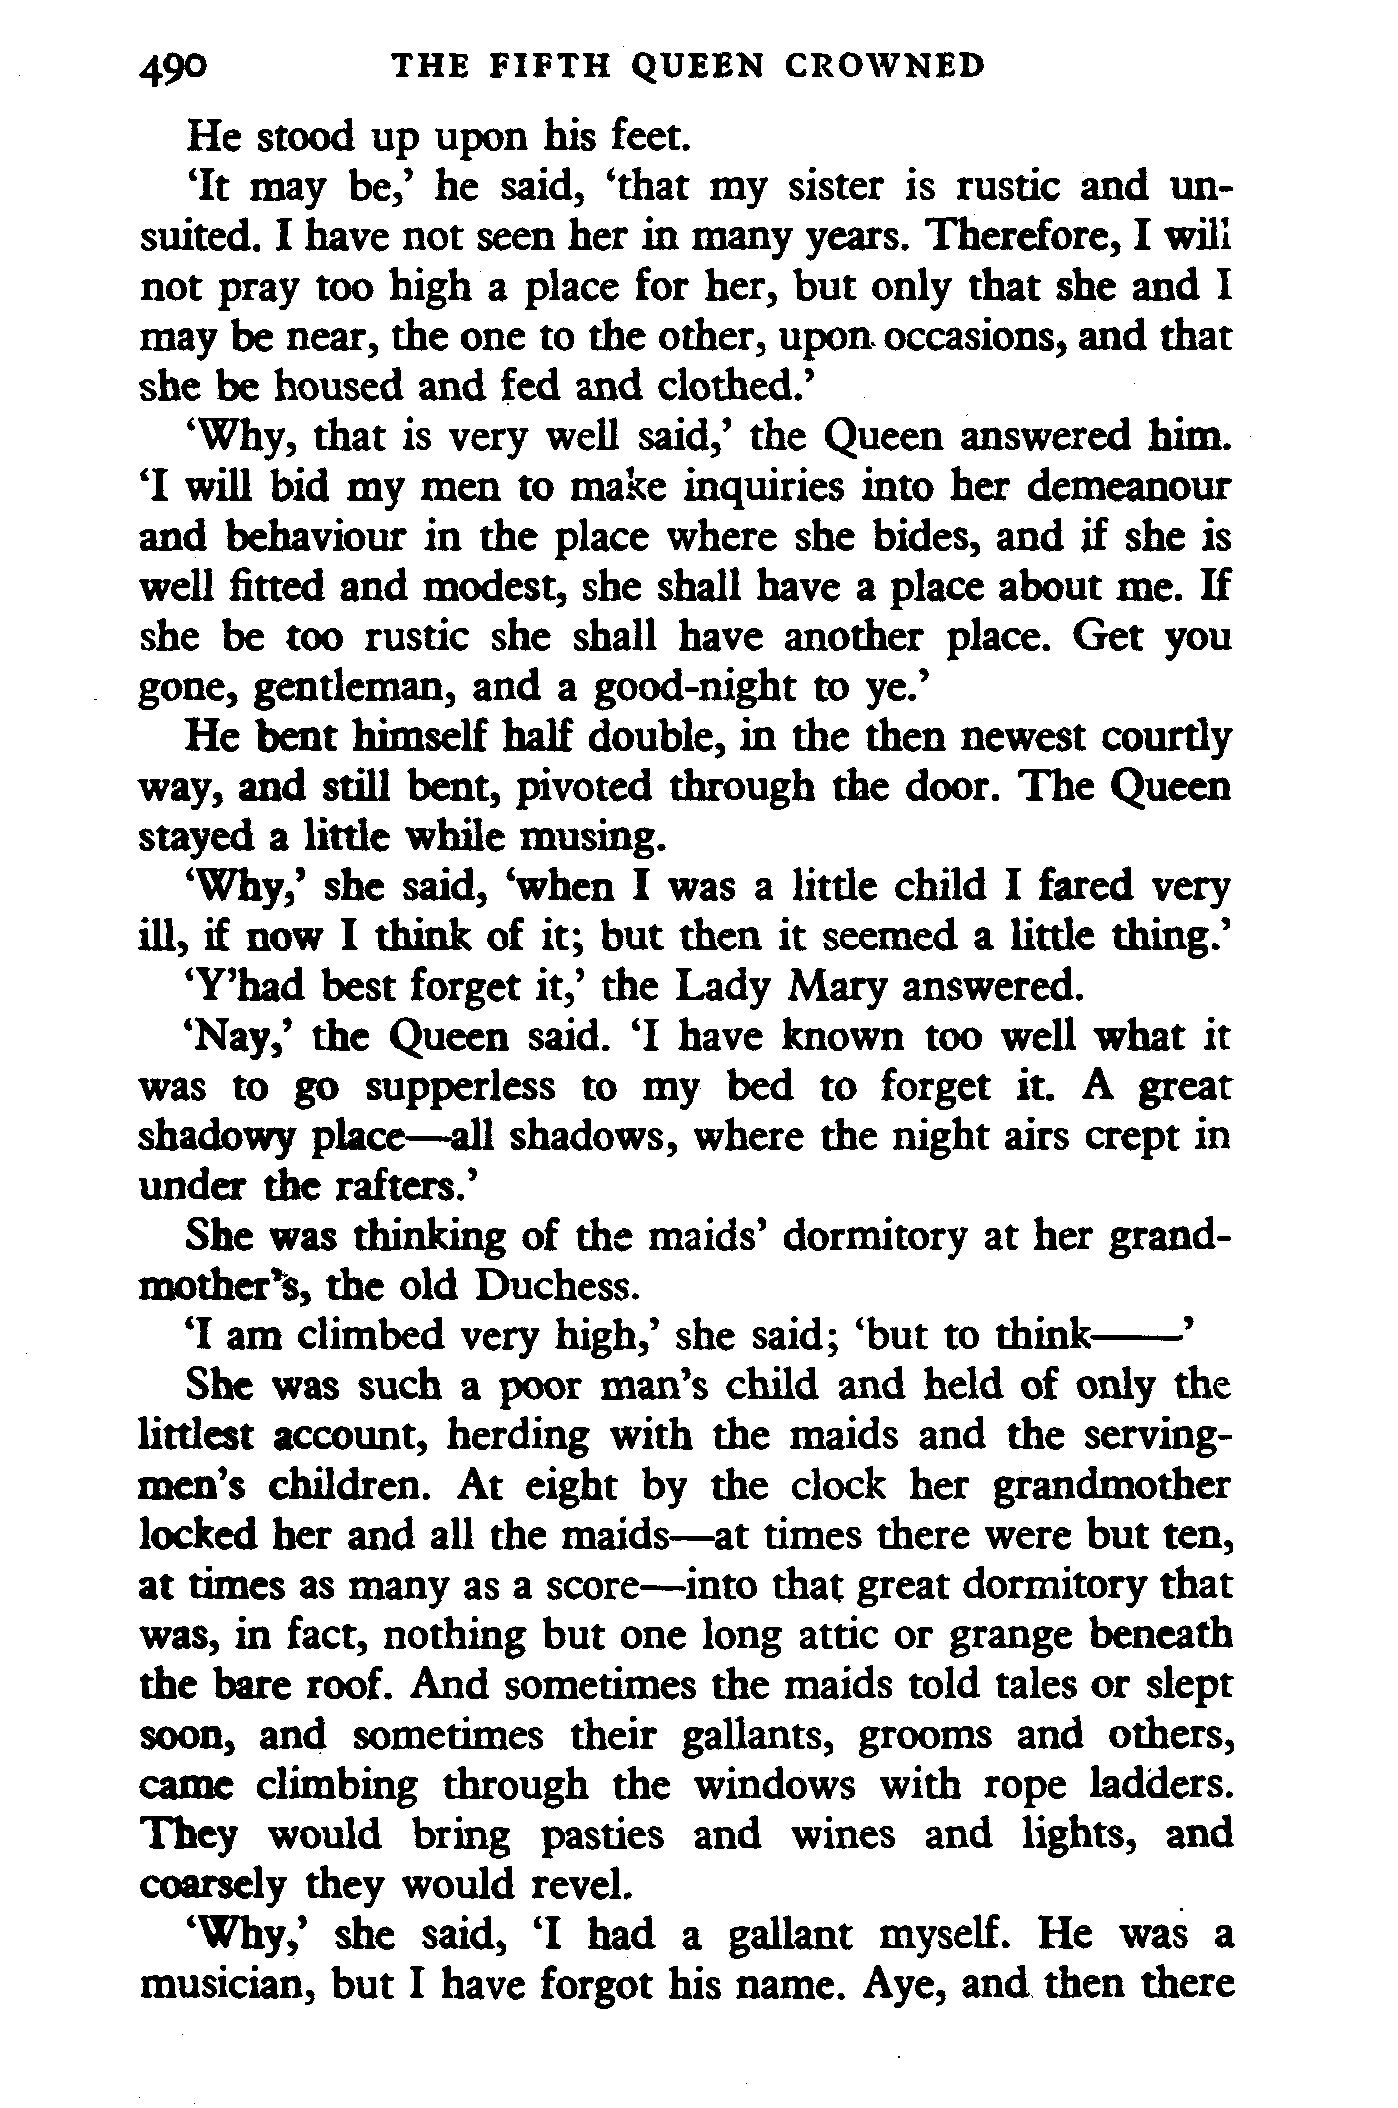 490 THE FIFTH QUEEN CROWNED
He stood up upon his feet.
‘It may be,’ he said, ‘that my sister is rustic and un-
suited. I have not seen her in many years. Therefore, I will
not pray too high a place for her, but only that she and I
may be near, the one to the other, upon occasions, and that
she be housed and fed and clothed.’
‘Why, that is very well said,’ the Queen answered him.
‘I will bid my men to make inquiries into her demeanour
and behaviour in the place where she bides, and if she is
well fitted and modest, she shall have a place about me. If
she be too rustic she shall have another place. Get you
gone, gentleman, and a good-night to ye.’
He bent himself half double, in the then newest courtly
way, and still bent, pivoted through the door. The Queen
stayed a little while musing.
‘Why,’ she said, ‘when I was a little child I fared very
ill, if now I think of it; but then it seemed a little thing.’
‘Y’had best forget it,’ the Lady Mary answered.
‘Nay,’ the Queen said. ‘I have known too well what it
was to go supperless to my bed to forget it. A great
shadowy place—all shadows, where the night airs crept in
under the rafters.’
She was thinking of the maids’ dormitory at her grand-
mother’s, the old Duchess.
‘I am climbed very high,’ she said; ‘but to think——’
She was such a poor man’s child and held of only the
littlest account, herding with the maids and the serving-
men’s children. At eight by the clock her grandmother
locked her and all the maids—at times there were but ten,
at times as many as a score—into that great dormitory that
was, in fact, nothing but one long attic or grange beneath
the bare roof. And sometimes the maids told tales or slept
soon, and sometimes their gallants, grooms and others,
came climbing through the windows with rope ladders.
They would bring pasties and wines and lights, and
coarsely they would revel.
‘Why,’ she said, ‘I had a gallant myself. He was a
musician, but I have forgot his name. Aye, and then there